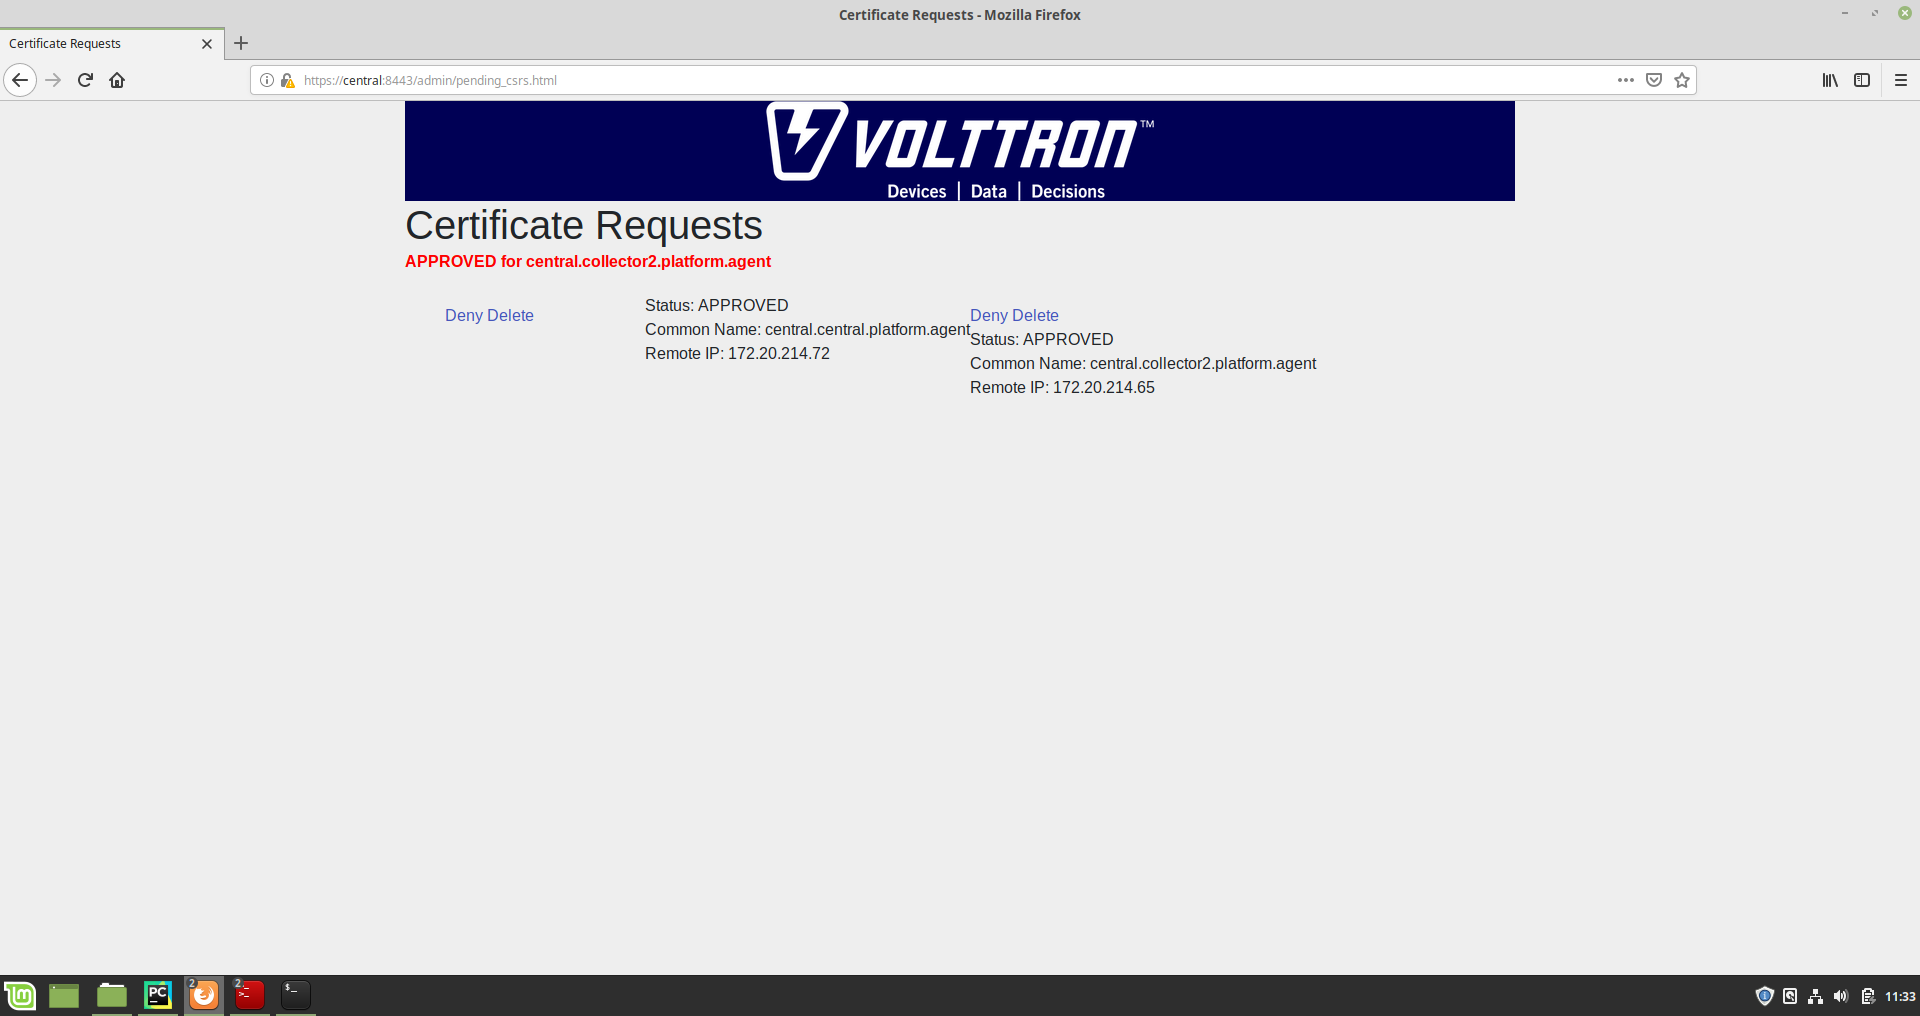 Certificate Requests - Mozilla Firefox
Certificate Requests
https://central:8443/admin/pending_csrs.html
VOLTTRON™
Devices | Data | Decisions
Certificate Requests
APPROVED for central.collector2.platform.agent
Deny Delete
Status: APPROVED
Common Name: central.central.platform.agent
Remote IP: 172.20.214.72
Deny Delete
Status: APPROVED
Common Name: central.collector2.platform.agent
Remote IP: 172.20.214.65
PC
2
2
>_
$_
11:33